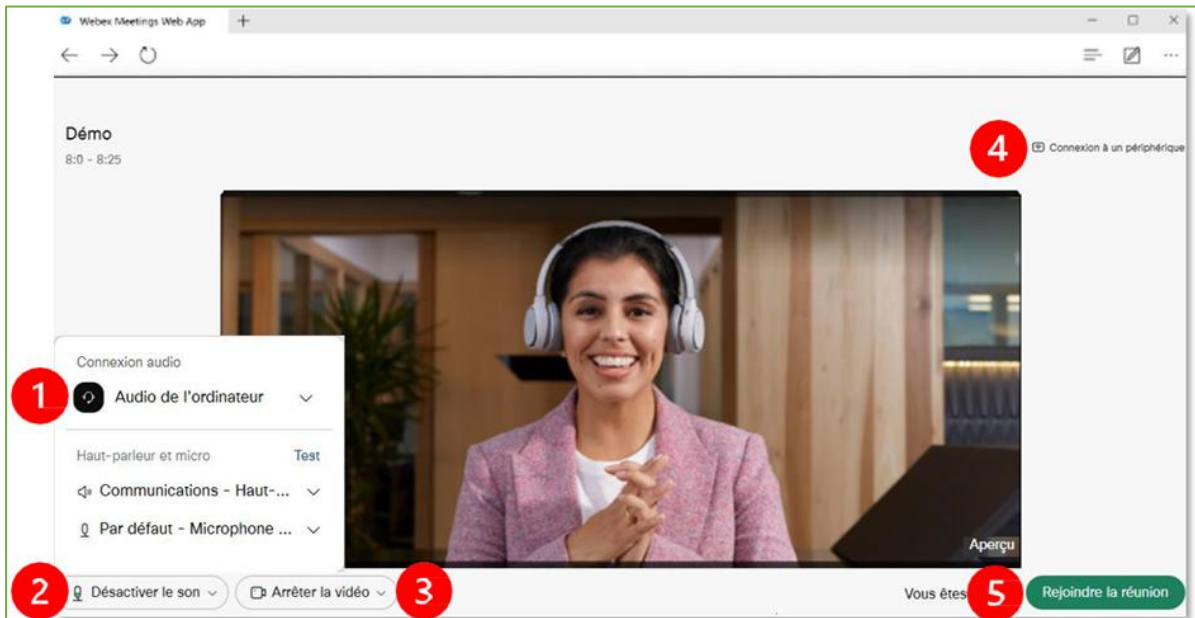 Webex Meetings Web App
Démo
8:0 - 8:25
4
Connexion à un périphérique
Connexion audio
1
Audio de l'ordinateur
Haut-parleur et micro Test
Communications - Haut-...
Par défaut - Microphone ...
Aperçu
2
Désactiver le son
Arrêter la vidéo
3
Vous êtes
5
Rejoindre la réunion